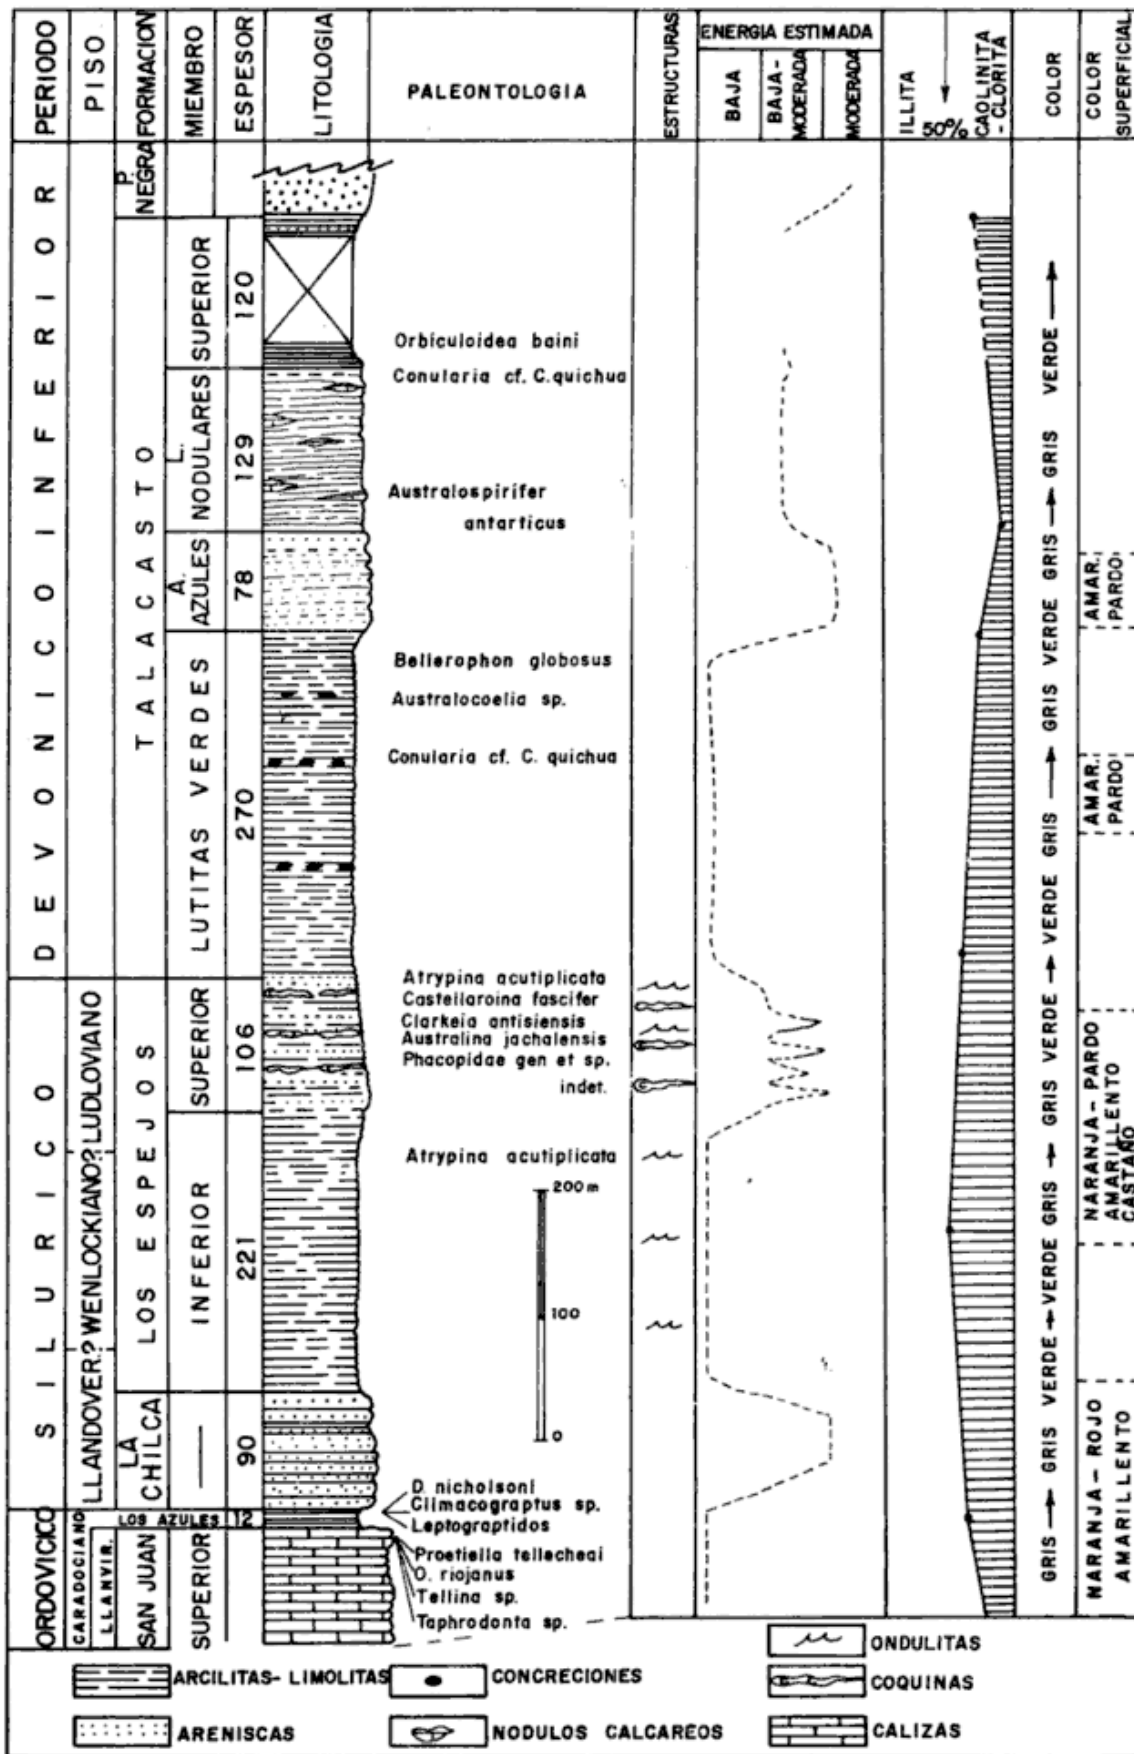 PERIODO
PISO
FORMACION
MIEMBRO
ESPESOR
LITOLOGIA
PALEONTOLOGIA
ESTRUCTURAS
ENERGIA ESTIMADA
BAJA
BAJA-
MODERADA
MODERADA
ILLITA
50%
CAOLINITA
- CLORITA
COLOR
COLOR
SUPERFICIAL
DEVONICO INFERIOR
SILURICO
ORDOVICICO
LLANDOVER.? WENLOCKIANO? LUDLOVIANO
CARADOCIANO
LLANVIR.
P.
NEGRA
TALACASTO
LOS ESPEJOS
LA
CHILCA
LOS AZULES
SAN JUAN
SUPERIOR
L.
NODULARES
A.
AZULES
LUTITAS VERDES
SUPERIOR
INFERIOR
SUPERIOR
120
129
78
270
106
221
90
12
Orbiculoidea baini
Conularia cf. C. quichua
Australospirifer
antarticus
Bellerophon globosus
Australocoelia sp.
Conularia cf. C. quichua
Atrypina acutiplicata
Castellaroina fascifer
Clarkeia antisiensis
Australina jachalensis
Phacopidae gen et sp.
indet.
Atrypina acutiplicata
200 m
100
0
D. nicholsoni
Climacograptus sp.
Leptograptidos
Proetiella tellecheai
O. riojanus
Tellina sp.
Taphrodonta sp.
GRIS → GRIS VERDE → VERDE GRIS → GRIS VERDE → VERDE GRIS → GRIS VERDE GRIS → GRIS VERDE →
AMAR.
PARDO
AMAR.
PARDO
NARANJA - PARDO
AMARILLENTO
CASTAÑO
NARANJA - ROJO
AMARILLENTO
ARCILITAS- LIMOLITAS
CONCRECIONES
ONDULITAS
COQUINAS
ARENISCAS
NODULOS CALCAREOS
CALIZAS